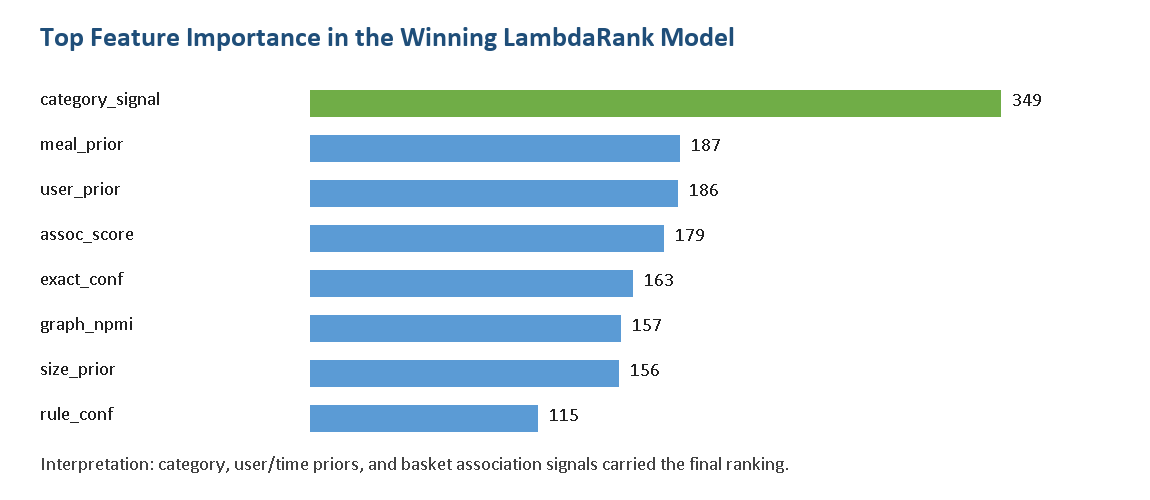 Top Feature Importance in the Winning LambdaRank Model
category_signal 349
meal_prior 187
user_prior 186
assoc_score 179
exact_conf 163
graph_npmi 157
size_prior 156
rule_conf 115
Interpretation: category, user/time priors, and basket association signals carried the final ranking.